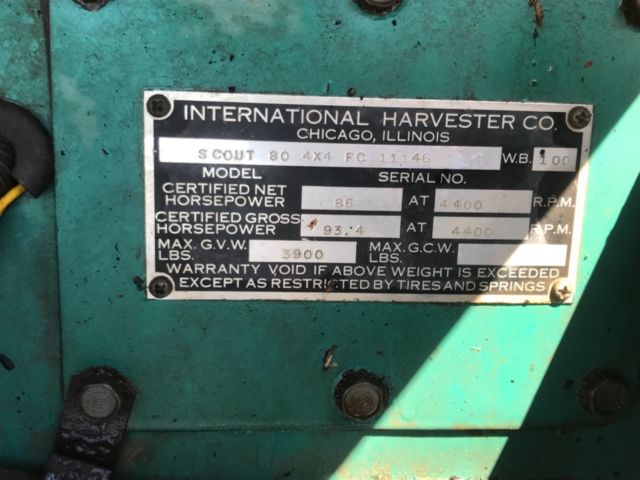 INTERNATIONAL HARVESTER CO.
CHICAGO, ILLINOIS
SCOUT 80 4X4 FC 11146 W.B. 100
MODEL SERIAL NO.
CERTIFIED NET HORSEPOWER 86 AT 4400 R.P.M.
CERTIFIED GROSS HORSEPOWER 93.4 AT 4400 R.P.M.
MAX. G.V.W. LBS. 3900 MAX. G.C.W. LBS.
WARRANTY VOID IF ABOVE WEIGHT IS EXCEEDED
EXCEPT AS RESTRICTED BY TIRES AND SPRINGS